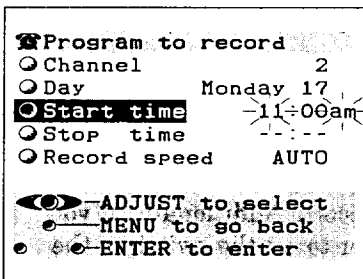 Program to record
Channel 2
Day Monday 17
Start time 11:00am
Stop time --:--
Record speed AUTO
ADJUST to select
MENU to go back
ENTER to enter